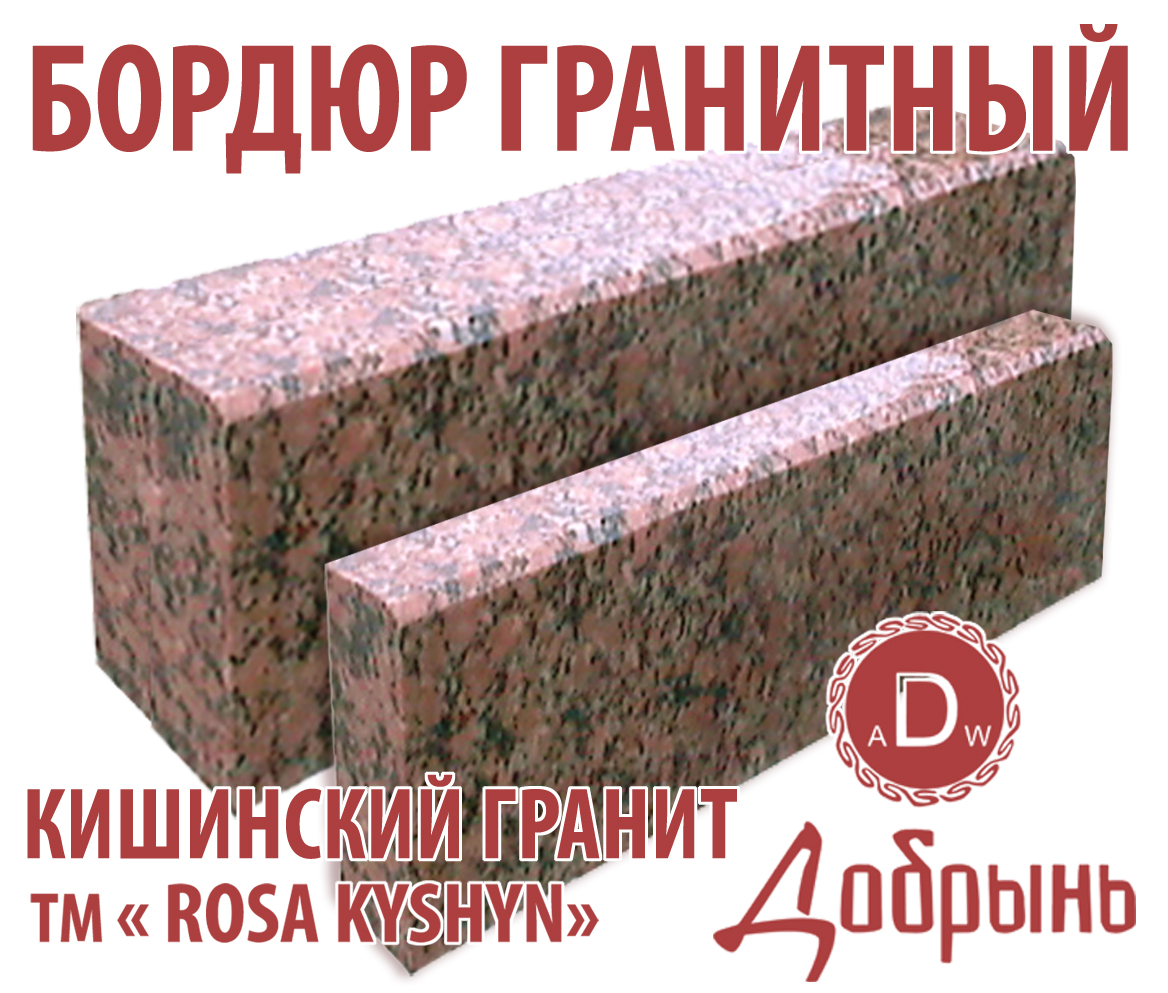 БОРДЮР ГРАНИТНЫЙ
A D W
КИШИНСКИЙ ГРАНИТ
ТМ « ROSA KYSHYN»
Добрынь